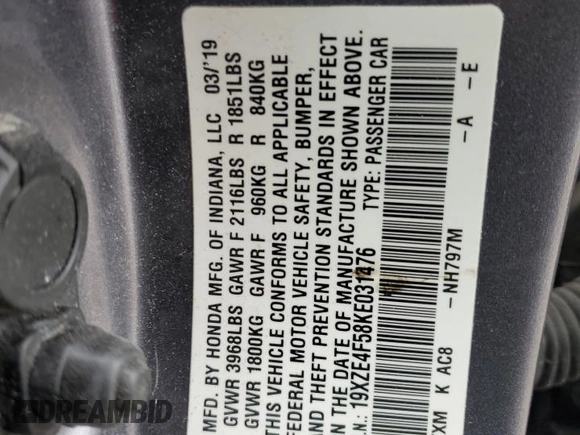 MFD. BY HONDA MFG. OF INDIANA, LLC 03/'19
GVWR 3968LBS GAWR F 2116LBS R 1851LBS
GVWR 1800KG GAWR F 960KG R 840KG
THIS VEHICLE CONFORMS TO ALL APPLICABLE
FEDERAL MOTOR VEHICLE SAFETY, BUMPER,
AND THEFT PREVENTION STANDARDS IN EFFECT
ON THE DATE OF MANUFACTURE SHOWN ABOVE.
.N.: 19XZE4F58KE031476 TYPE: PASSENGER CAR
XM K AC8 -NH797M -A -E
DREAMBID